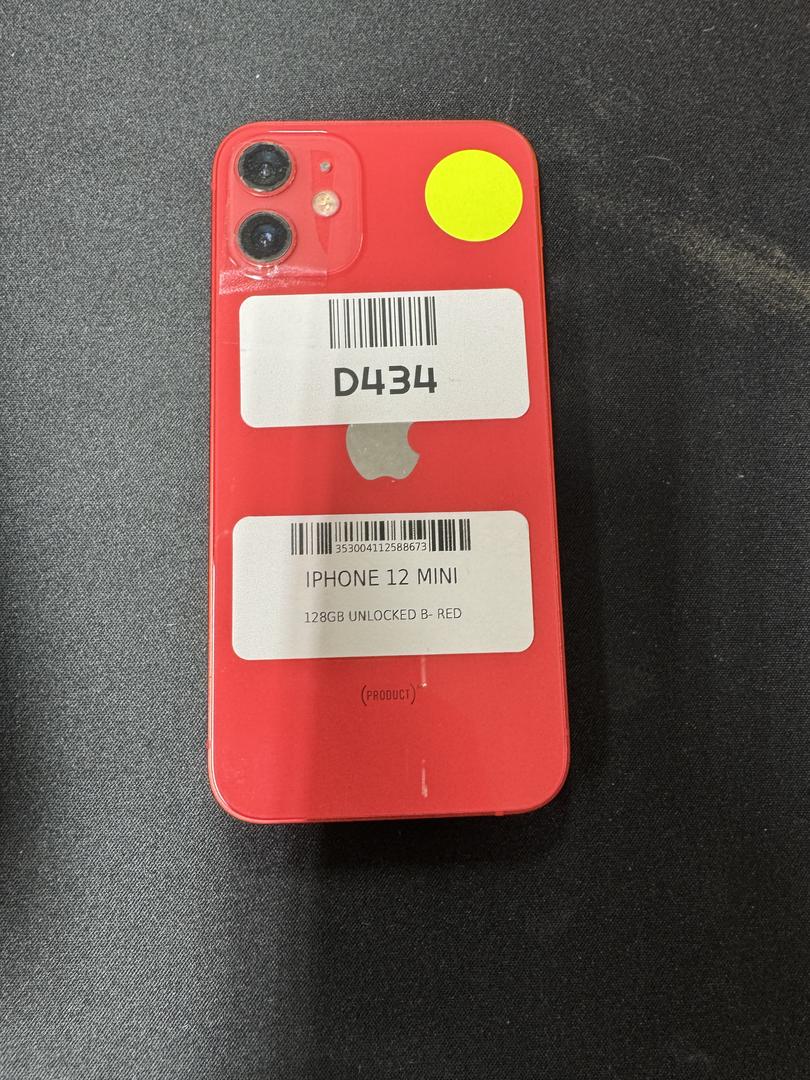 D434
353004112588673
IPHONE 12 MINI
128GB UNLOCKED B- RED
(PRODUCT)